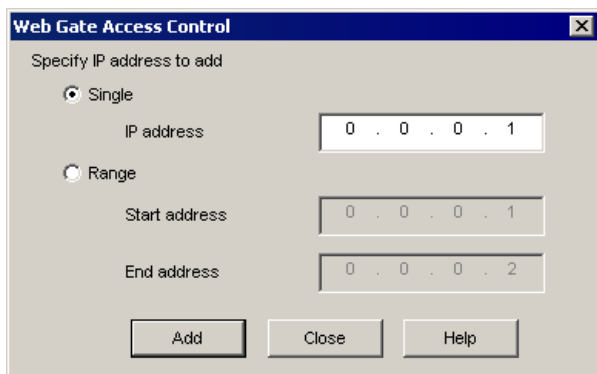 Web Gate Access Control
Specify IP address to add
Single
IP address 0 . 0 . 0 . 1
Range
Start address 0 . 0 . 0 . 1
End address 0 . 0 . 0 . 2
Add Close Help